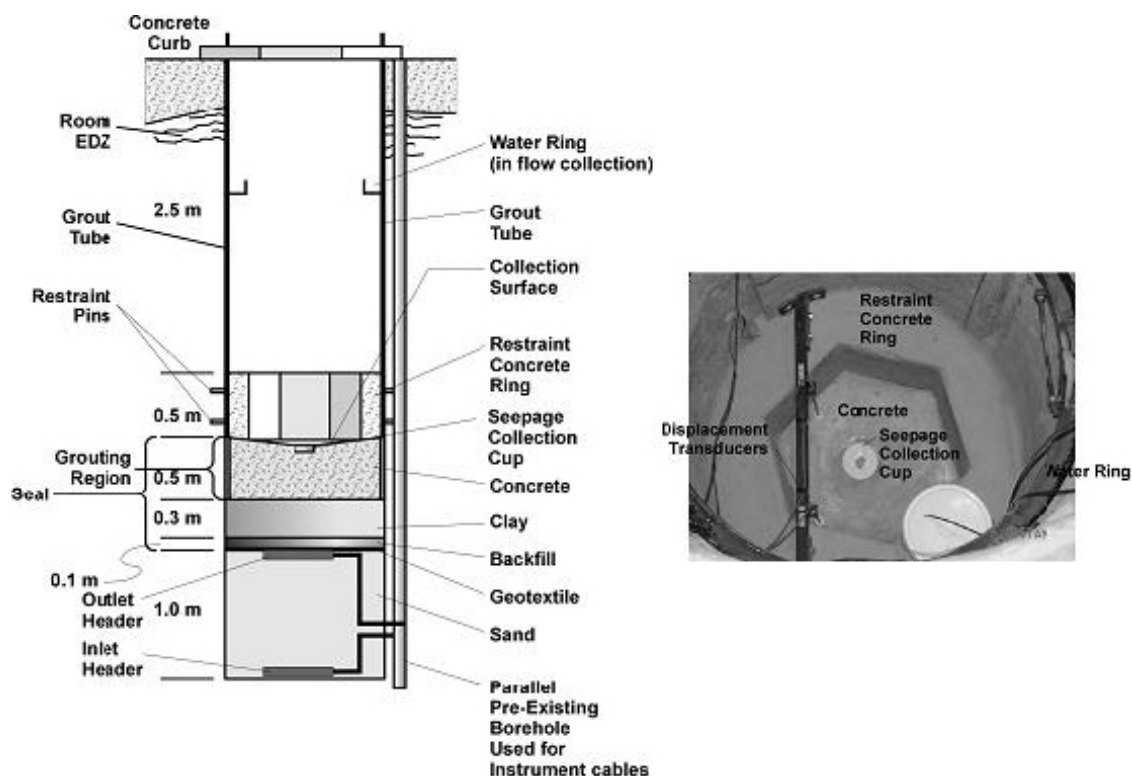 Concrete
Curb
Room
EDZ
Water Ring
(in flow collection)
2.5 m
Grout
Tube
Grout
Tube
Collection
Surface
Restraint
Pins
Restraint
Concrete
Ring
0.5 m
Seepage
Collection
Cup
Grouting
Region
0.5 m
Seal
Concrete
0.3 m
Clay
Backfill
0.1 m
Geotextile
Outlet
Header
1.0 m
Sand
Inlet
Header
Parallel
Pre-Existing
Borehole
Used for
Instrument cables
Restraint
Concrete
Ring
Concrete
Displacement
Transducers
Seepage
Collection
Cup
Water Ring